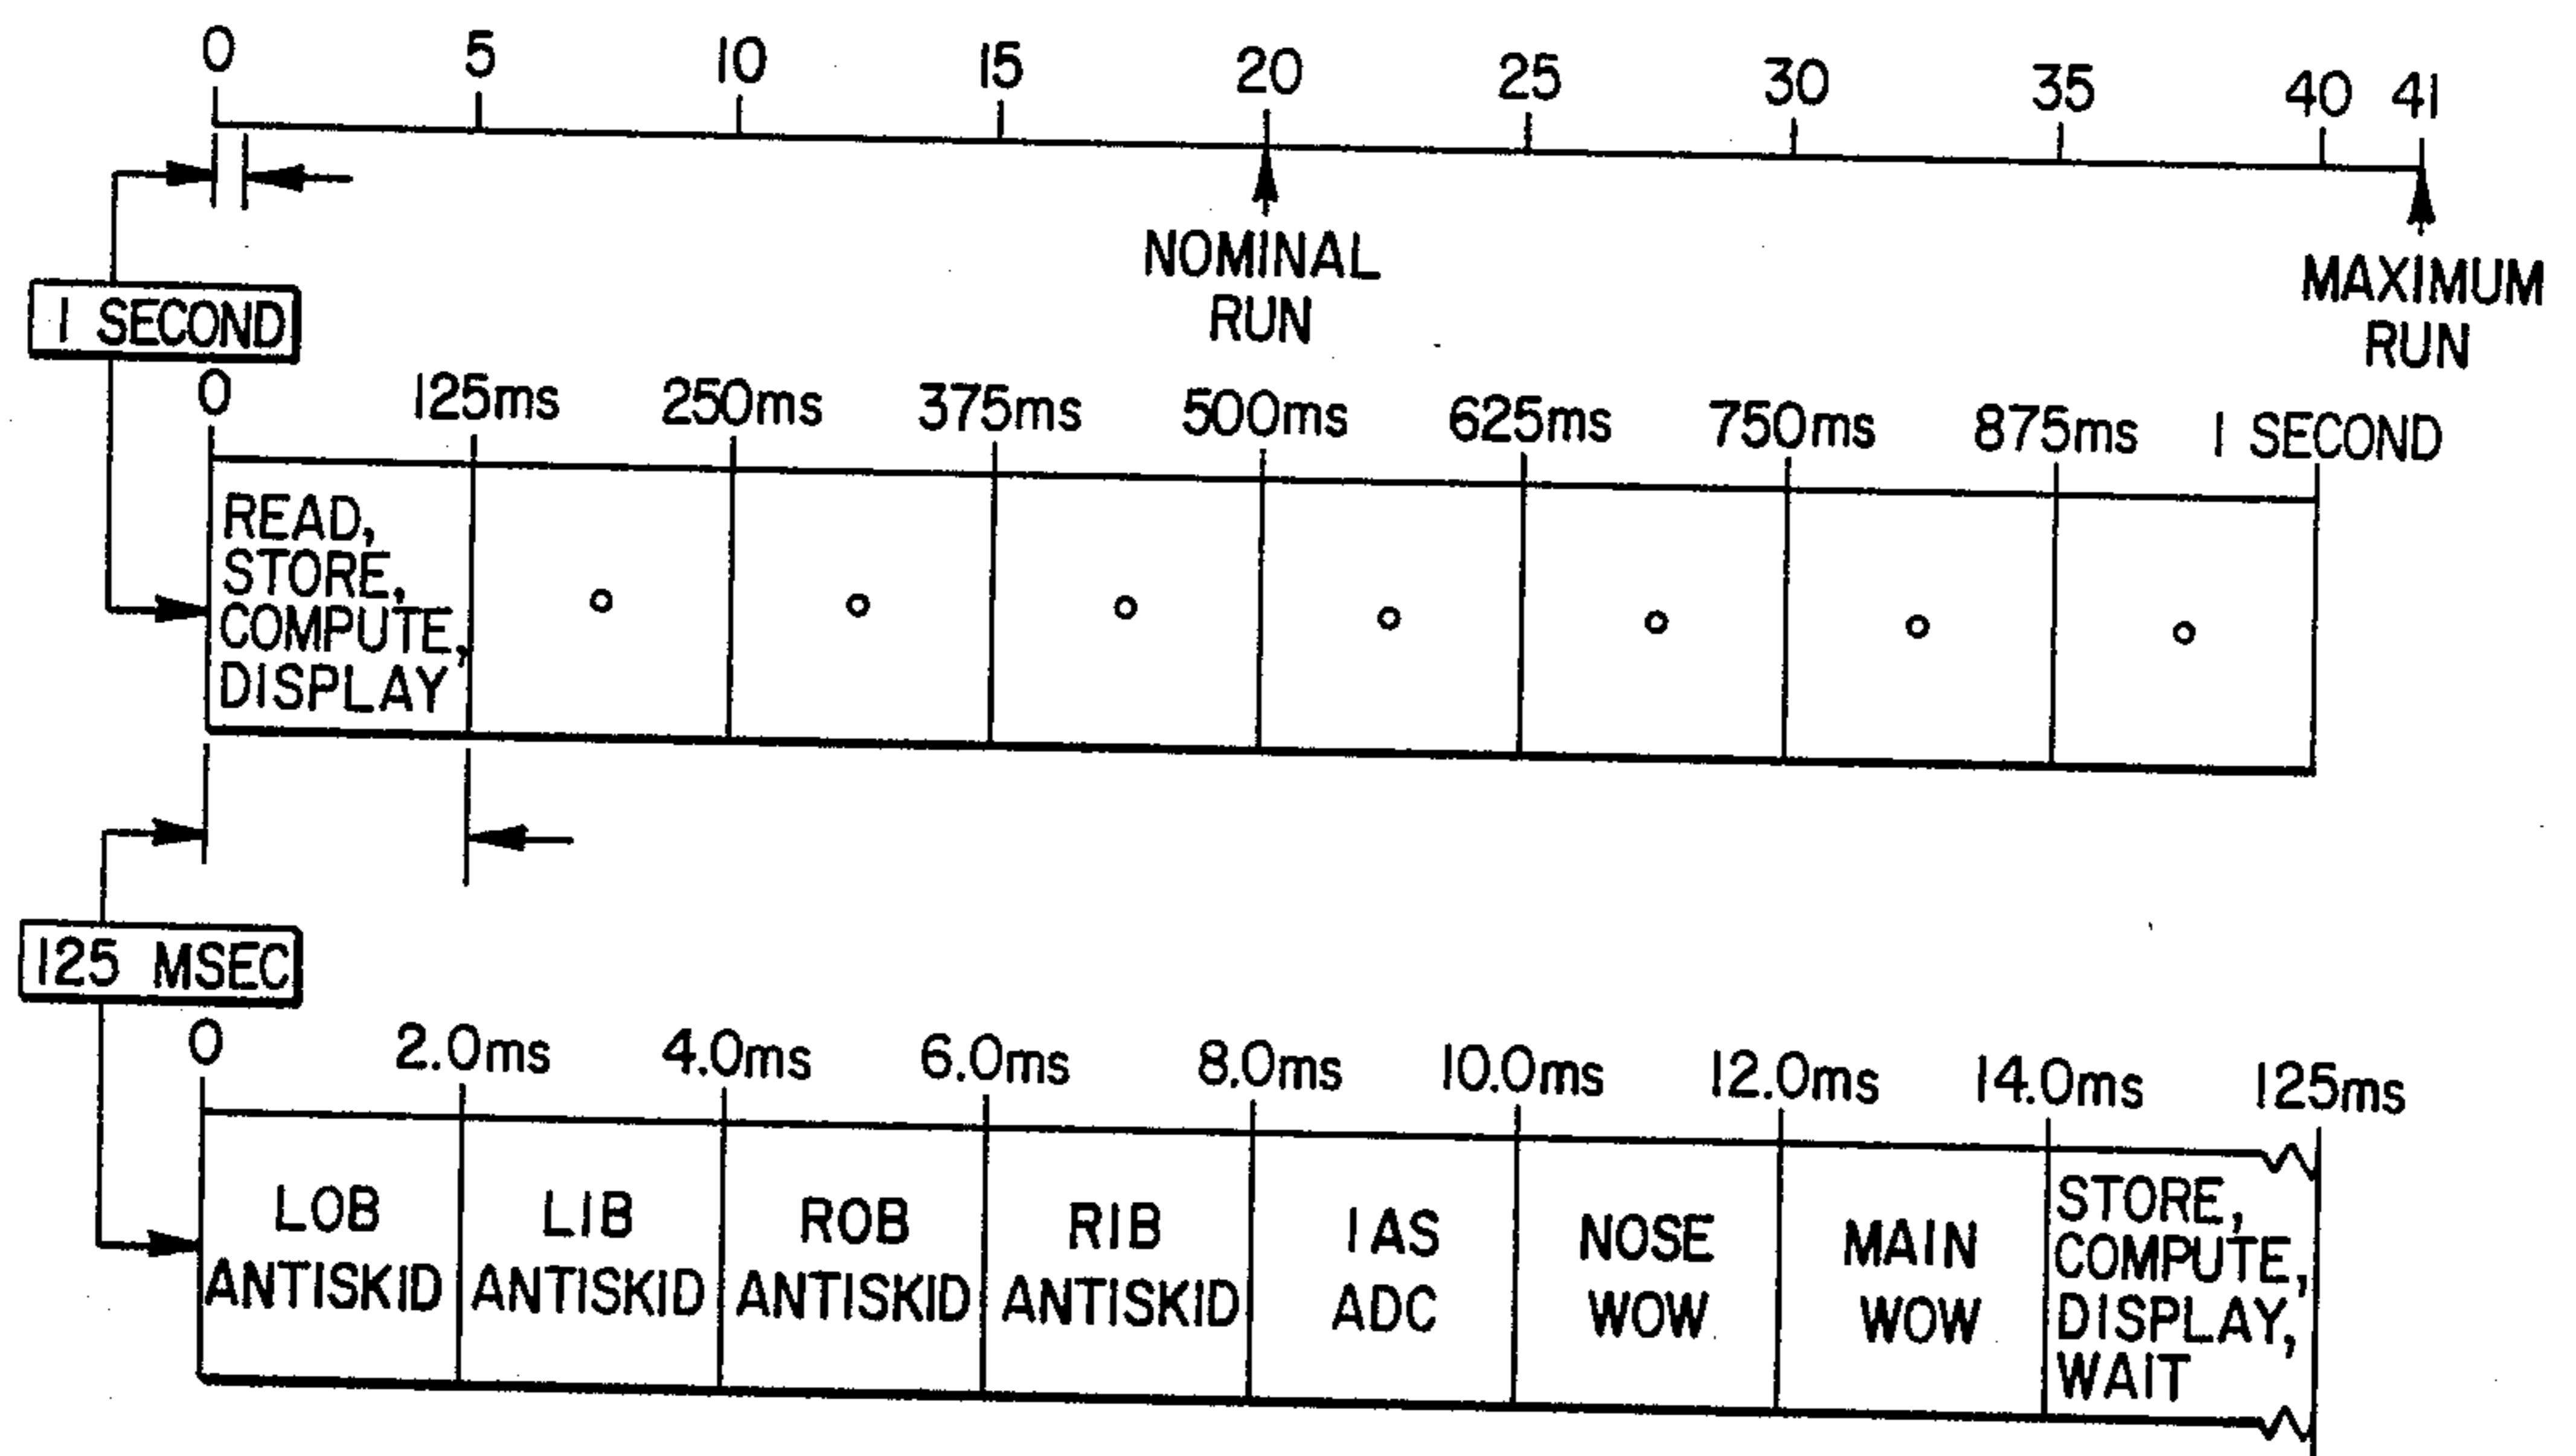 0 5 10 15 20 25 30 35 40 41
NOMINAL
RUN
MAXIMUM
RUN
1 SECOND
0 125ms 250ms 375ms 500ms 625ms 750ms 875ms 1 SECOND
READ,
STORE,
COMPUTE,
DISPLAY
125 MSEC
0 2.0ms 4.0ms 6.0ms 8.0ms 10.0ms 12.0ms 14.0ms 125ms
LOB
ANTISKID
LIB
ANTISKID
ROB
ANTISKID
RIB
ANTISKID
IAS
ADC
NOSE
WOW
MAIN
WOW
STORE,
COMPUTE,
DISPLAY,
WAIT